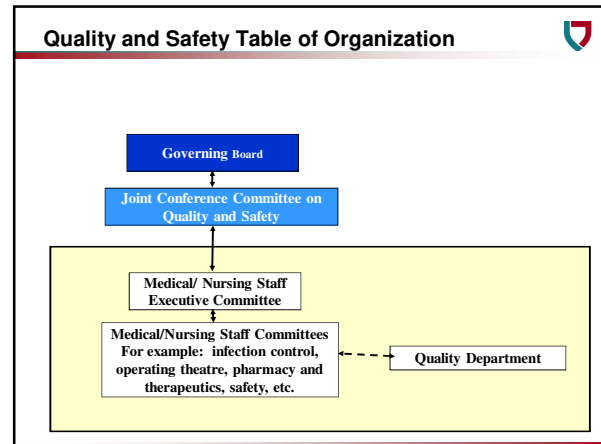 Quality and Safety Table of Organization
Governing Board
Joint Conference Committee on
Quality and Safety
Medical/ Nursing Staff
Executive Committee
Medical/Nursing Staff Committees
For example: infection control,
operating theatre, pharmacy and
therapeutics, safety, etc.
Quality Department